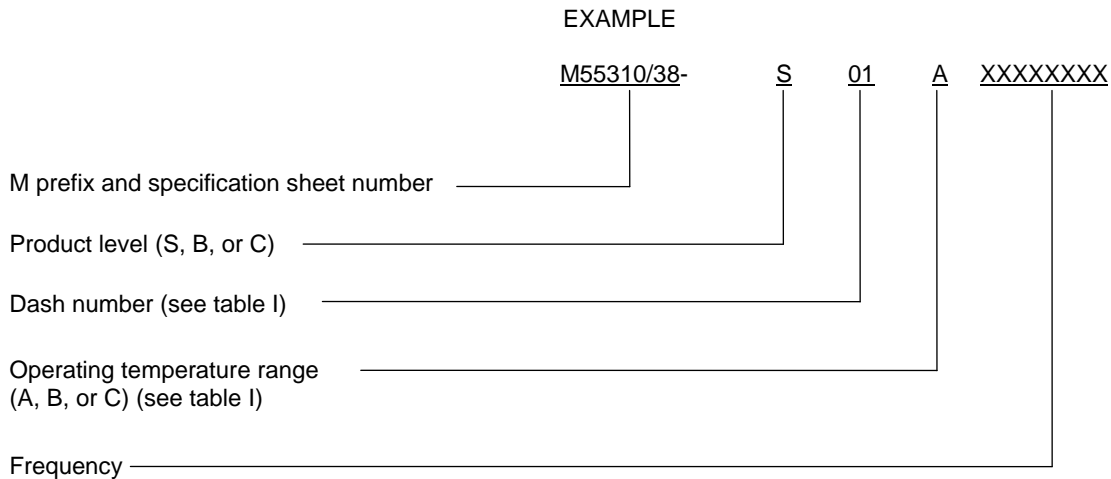 EXAMPLE
M55310/38- S 01 A XXXXXXXX
M prefix and specification sheet number
Product level (S, B, or C)
Dash number (see table I)
Operating temperature range
(A, B, or C) (see table I)
Frequency